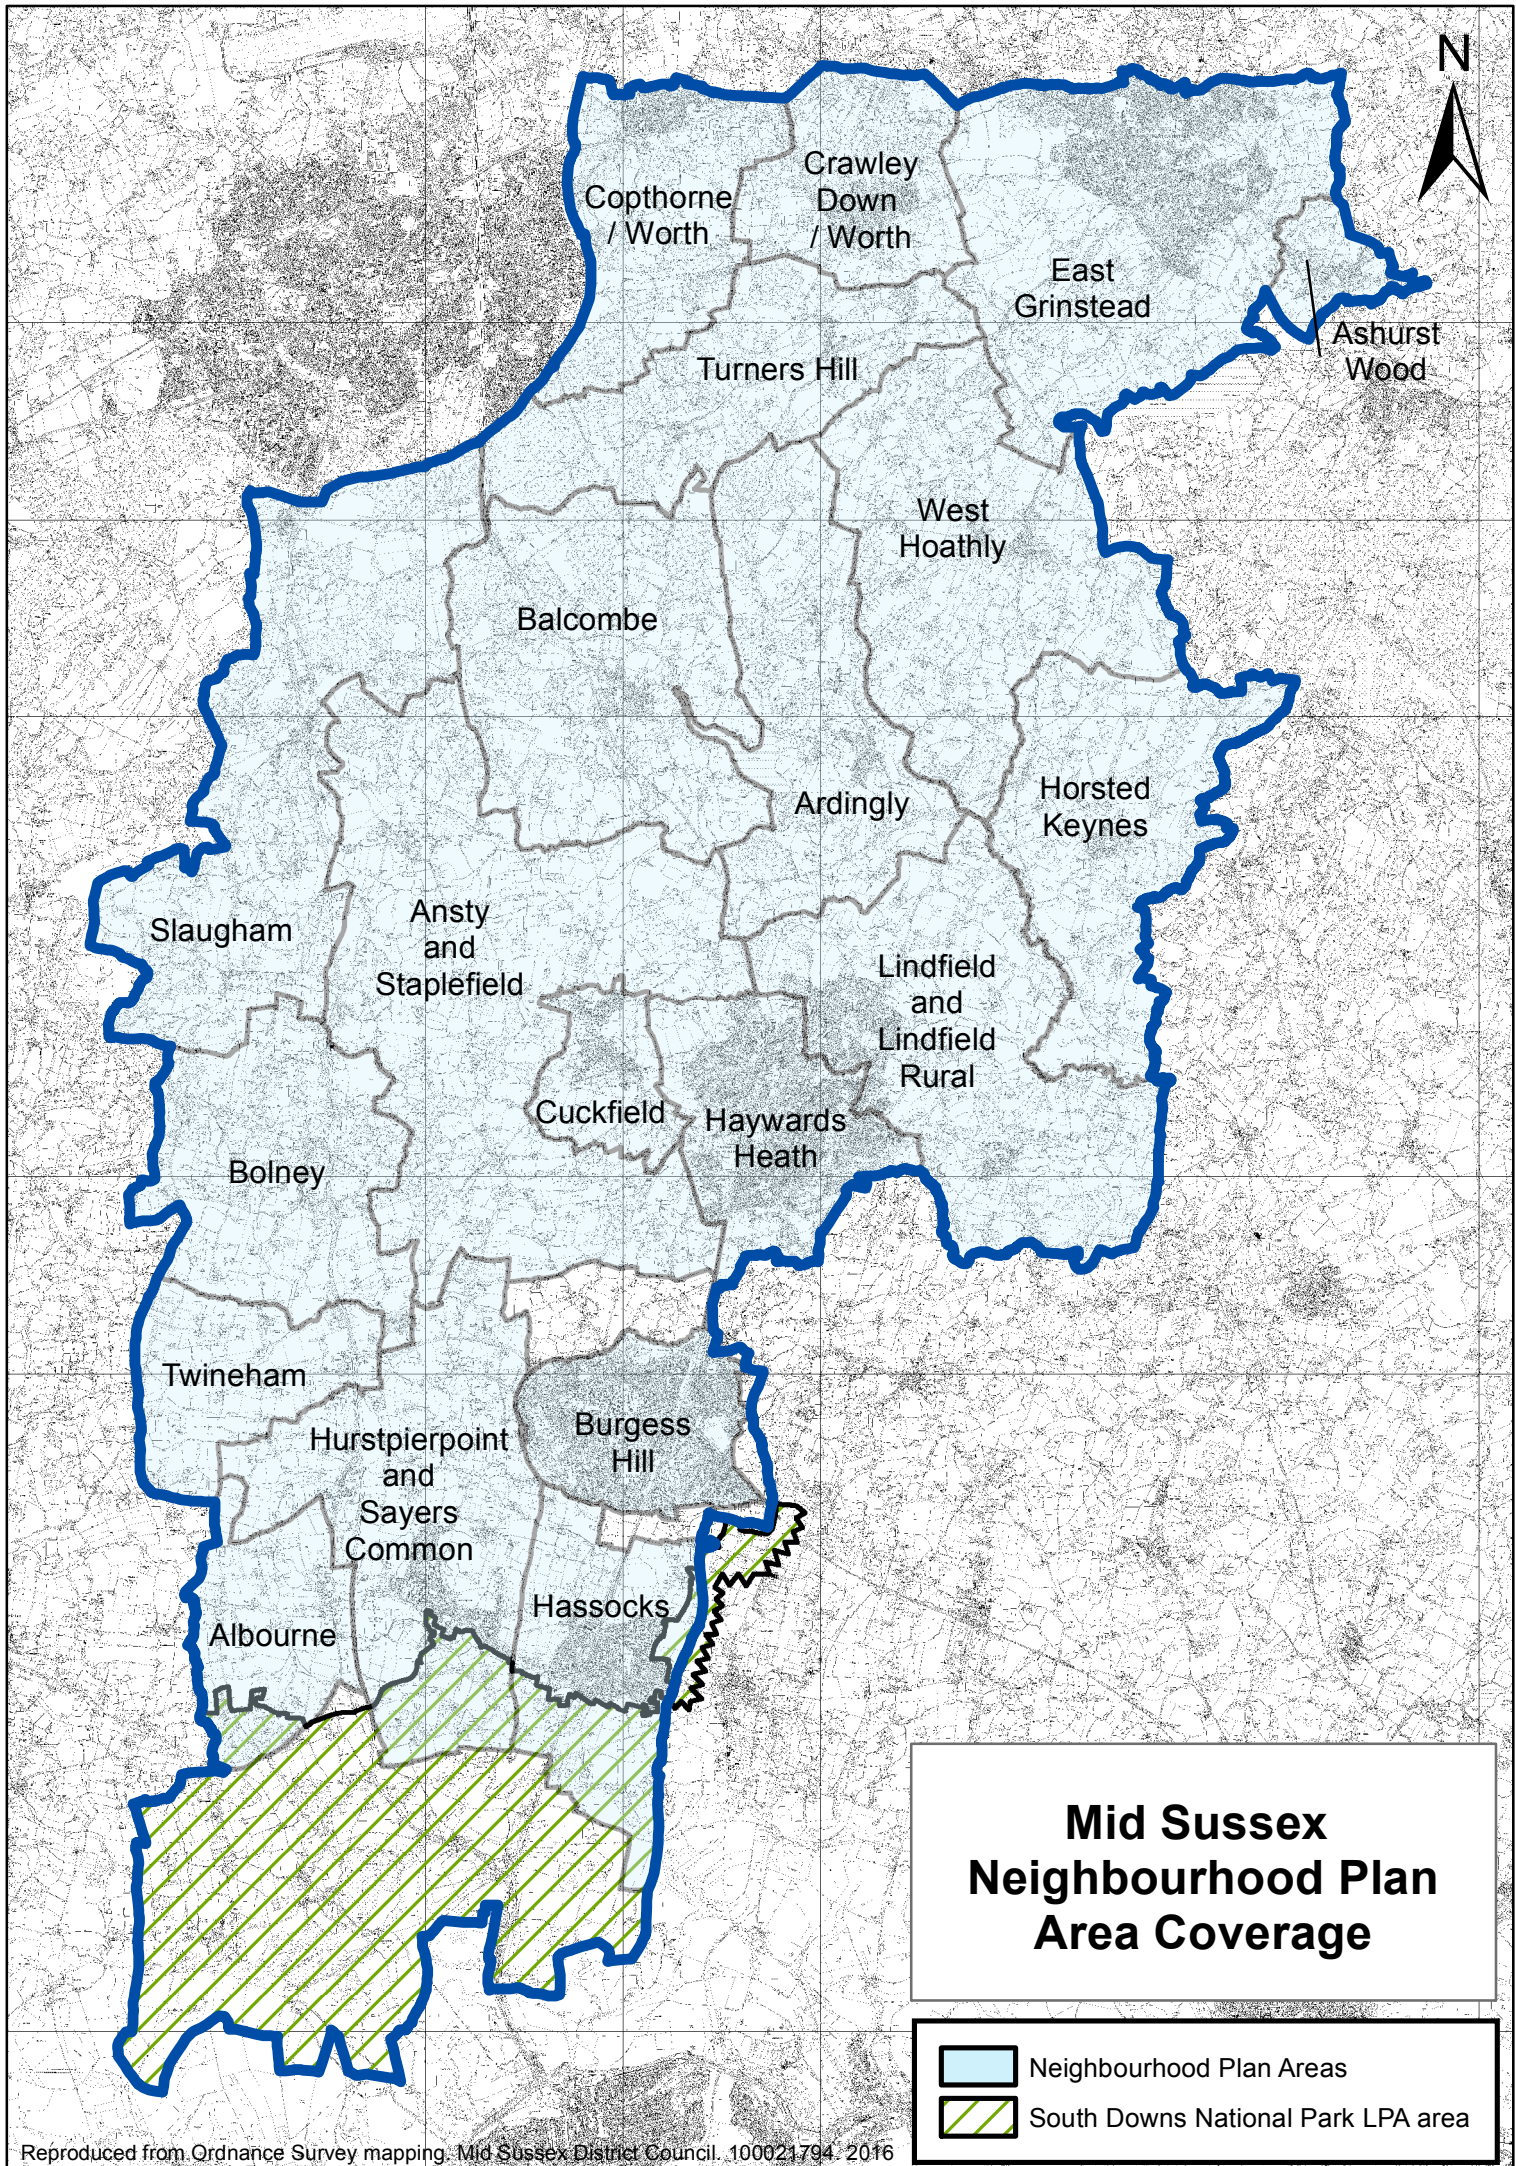 N
Crawley
Down
/ Worth
Copthorne
/ Worth
East
Grinstead
Ashurst
Wood
Turners Hill
West
Hoathly
Balcombe
Horsted
Keynes
Ardingly
Slaugham
Ansty
and
Staplefield
Lindfield
and
Lindfield
Rural
Cuckfield
Haywards
Heath
Bolney
Twineham
Burgess
Hill
Hurstpierpoint
and
Sayers
Common
Hassocks
Albourne
Mid Sussex
Neighbourhood Plan
Area Coverage
Neighbourhood Plan Areas
South Downs National Park LPA area
Reproduced from Ordnance Survey mapping. Mid Sussex District Council. 100021794. 2016